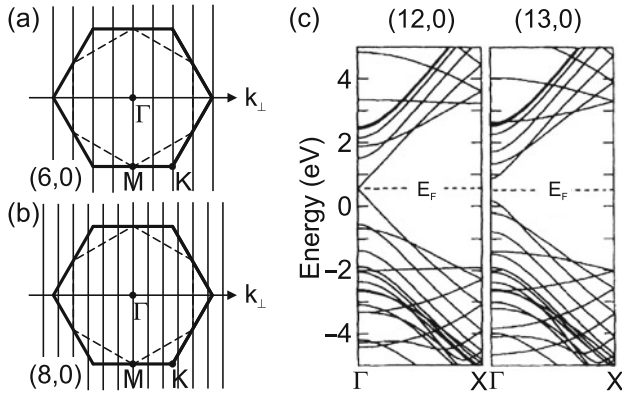 (a)
k⊥
Γ
(6,0)
M
K
(b)
k⊥
Γ
(8,0)
M
K
(c)
(12,0)
(13,0)
Energy (eV)
4
2
0
−2
−4
E_F
E_F
Γ
X
Γ
X